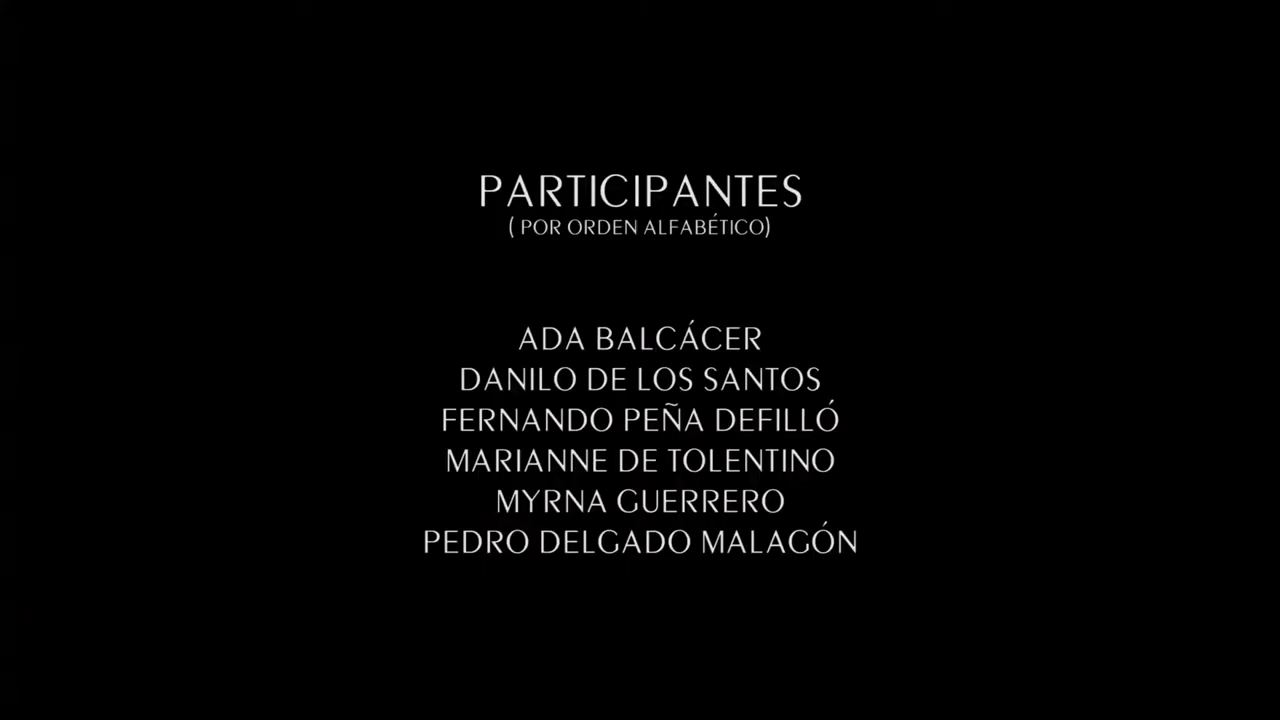 PARTICIPANTES
( POR ORDEN ALFABÉTICO)
ADA BALCÁCER
DANILO DE LOS SANTOS
FERNANDO PEÑA DEFILLÓ
MARIANNE DE TOLENTINO
MYRNA GUERRERO
PEDRO DELGADO MALAGÓN